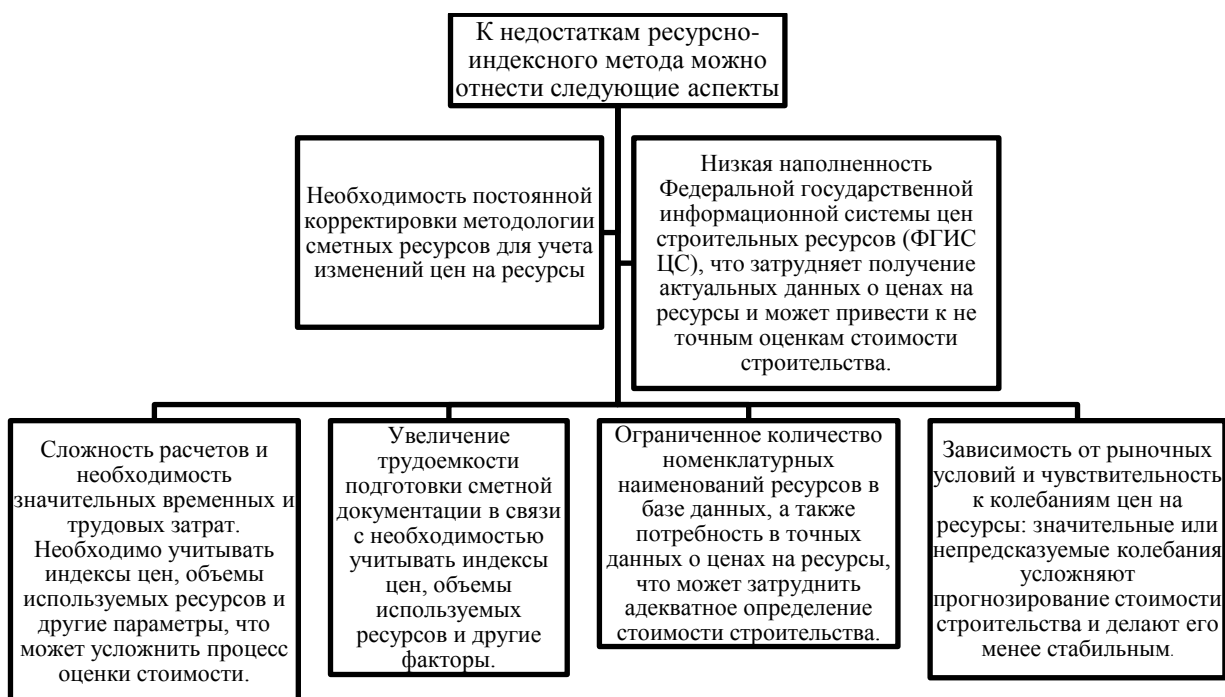 К недостаткам ресурсно-
индексного метода можно
отнести следующие аспекты
Необходимость постоянной
корректировки методологии
сметных ресурсов для учета
изменений цен на ресурсы
Низкая наполненность
Федеральной государственной
информационной системы цен
строительных ресурсов (ФГИС
ЦС), что затрудняет получение
актуальных данных о ценах на
ресурсы и может привести к не
точным оценкам стоимости
строительства.
Сложность расчетов и
необходимость
значительных временных и
трудовых затрат.
Необходимо учитывать
индексы цен, объемы
используемых ресурсов и
другие параметры, что
может усложнить процесс
оценки стоимости.
Увеличение
трудоемкости
подготовки сметной
документации в связи
с необходимостью
учитывать индексы
цен, объемы
используемых
ресурсов и другие
факторы.
Ограниченное количество
номенклатурных
наименований ресурсов в
базе данных, а также
потребность в точных
данных о ценах на ресурсы,
что может затруднить
адекватное определение
стоимости строительства.
Зависимость от рыночных
условий и чувствительность
к колебаниям цен на
ресурсы: значительные или
непредсказуемые колебания
усложняют
прогнозирование стоимости
строительства и делают его
менее стабильным.